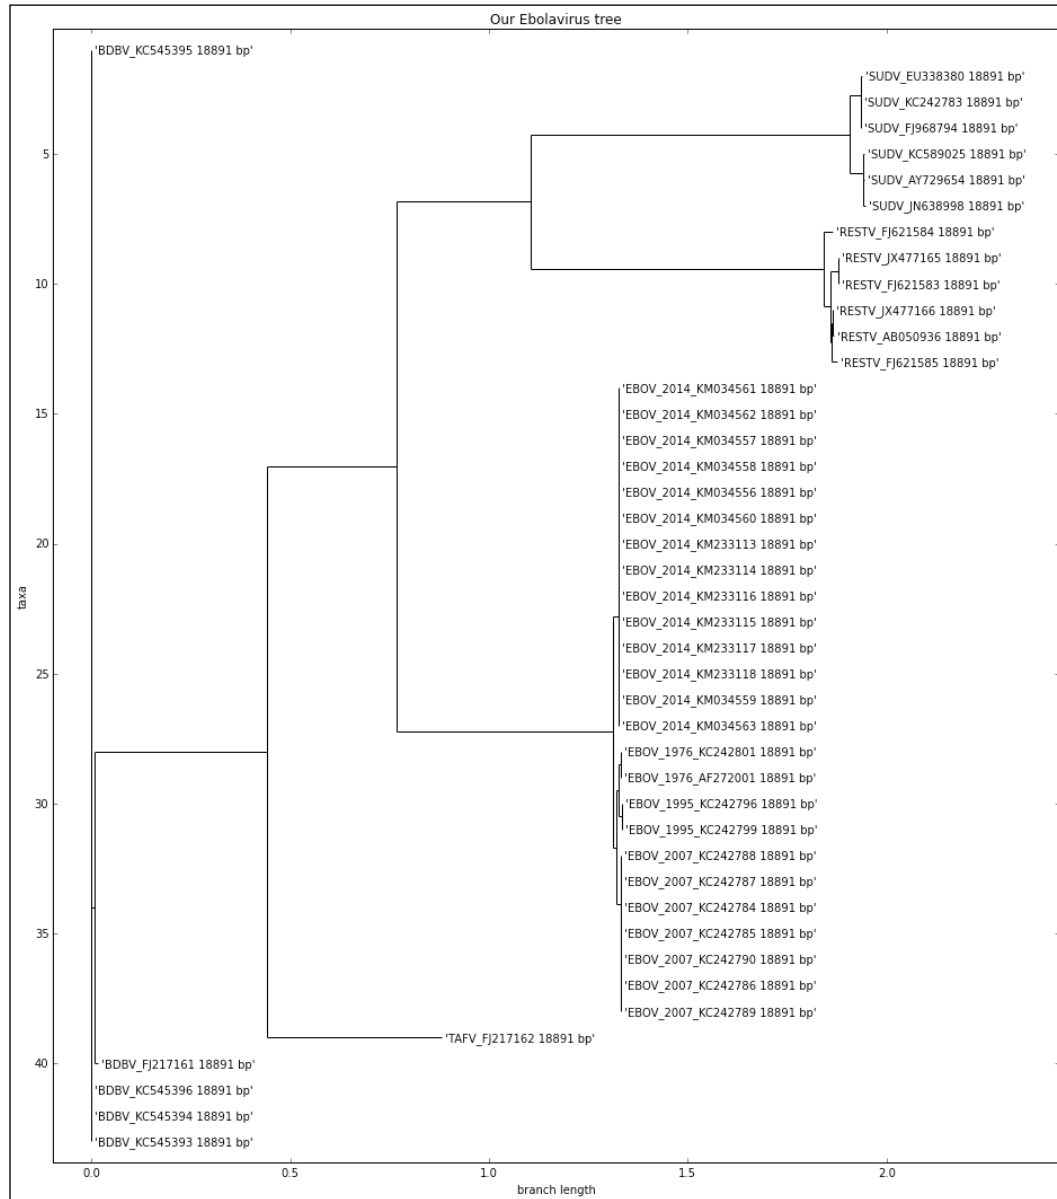 Our Ebolavirus tree
'BDBV_KC545395 18891 bp'
'SUDV_EU338380 18891 bp'
'SUDV_KC242783 18891 bp'
'SUDV_FJ968794 18891 bp'
5
'SUDV_KC589025 18891 bp'
'SUDV_AY729654 18891 bp'
'SUDV_JN638998 18891 bp'
'RESTV_FJ621584 18891 bp'
'RESTV_JX477165 18891 bp'
10
'RESTV_FJ621583 18891 bp'
'RESTV_JX477166 18891 bp'
'RESTV_AB050936 18891 bp'
'RESTV_FJ621585 18891 bp'
'EBOV_2014_KM034561 18891 bp'
15
'EBOV_2014_KM034562 18891 bp'
'EBOV_2014_KM034557 18891 bp'
'EBOV_2014_KM034558 18891 bp'
'EBOV_2014_KM034556 18891 bp'
'EBOV_2014_KM034560 18891 bp'
20
'EBOV_2014_KM233113 18891 bp'
'EBOV_2014_KM233114 18891 bp'
'EBOV_2014_KM233116 18891 bp'
taxa
'EBOV_2014_KM233115 18891 bp'
'EBOV_2014_KM233117 18891 bp'
25
'EBOV_2014_KM233118 18891 bp'
'EBOV_2014_KM034559 18891 bp'
'EBOV_2014_KM034563 18891 bp'
'EBOV_1976_KC242801 18891 bp'
'EBOV_1976_AF272001 18891 bp'
30
'EBOV_1995_KC242796 18891 bp'
'EBOV_1995_KC242799 18891 bp'
'EBOV_2007_KC242788 18891 bp'
'EBOV_2007_KC242787 18891 bp'
'EBOV_2007_KC242784 18891 bp'
35
'EBOV_2007_KC242785 18891 bp'
'EBOV_2007_KC242790 18891 bp'
'EBOV_2007_KC242786 18891 bp'
'EBOV_2007_KC242789 18891 bp'
'TAFV_FJ217162 18891 bp'
40
'BDBV_FJ217161 18891 bp'
'BDBV_KC545396 18891 bp'
'BDBV_KC545394 18891 bp'
'BDBV_KC545393 18891 bp'
0.0 0.5 1.0 1.5 2.0
branch length